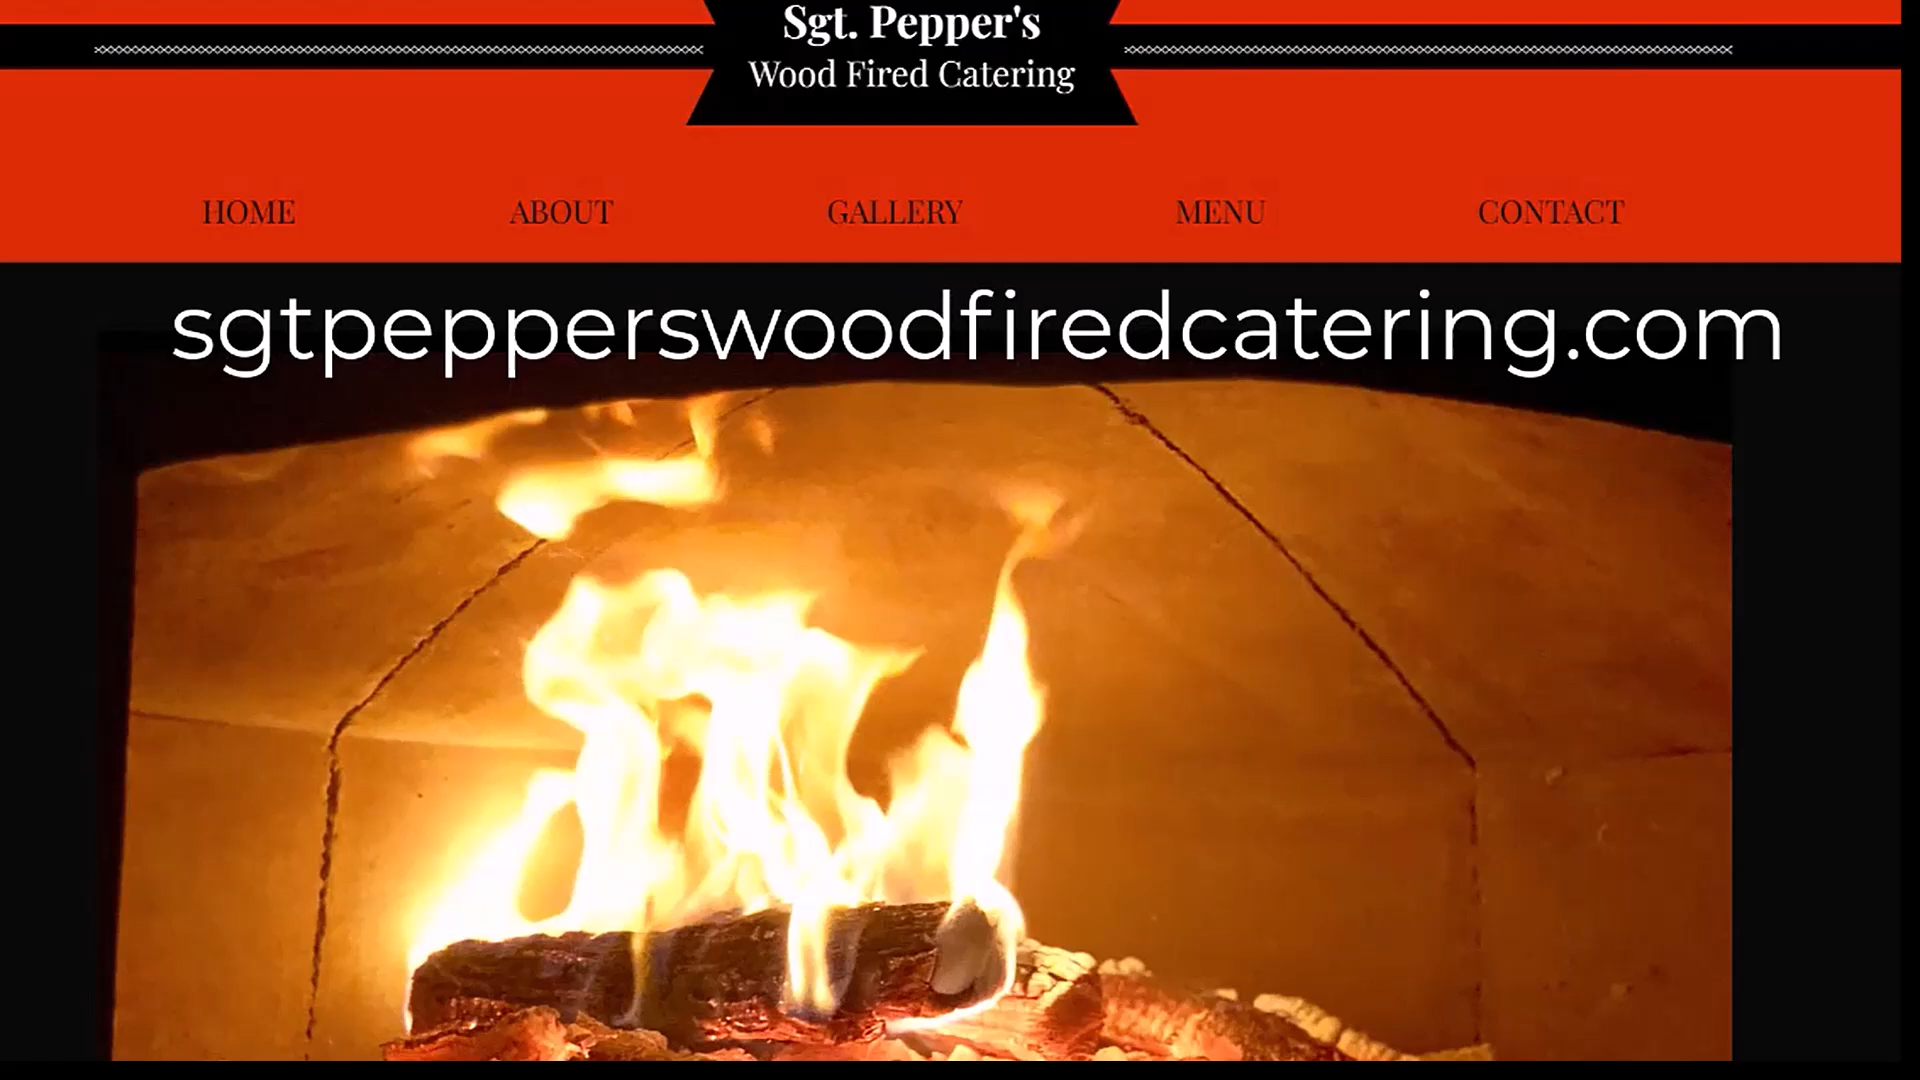 Sgt. Pepper's
Wood Fired Catering
HOME ABOUT GALLERY MENU CONTACT
sgtpepperswoodfiredcatering.com